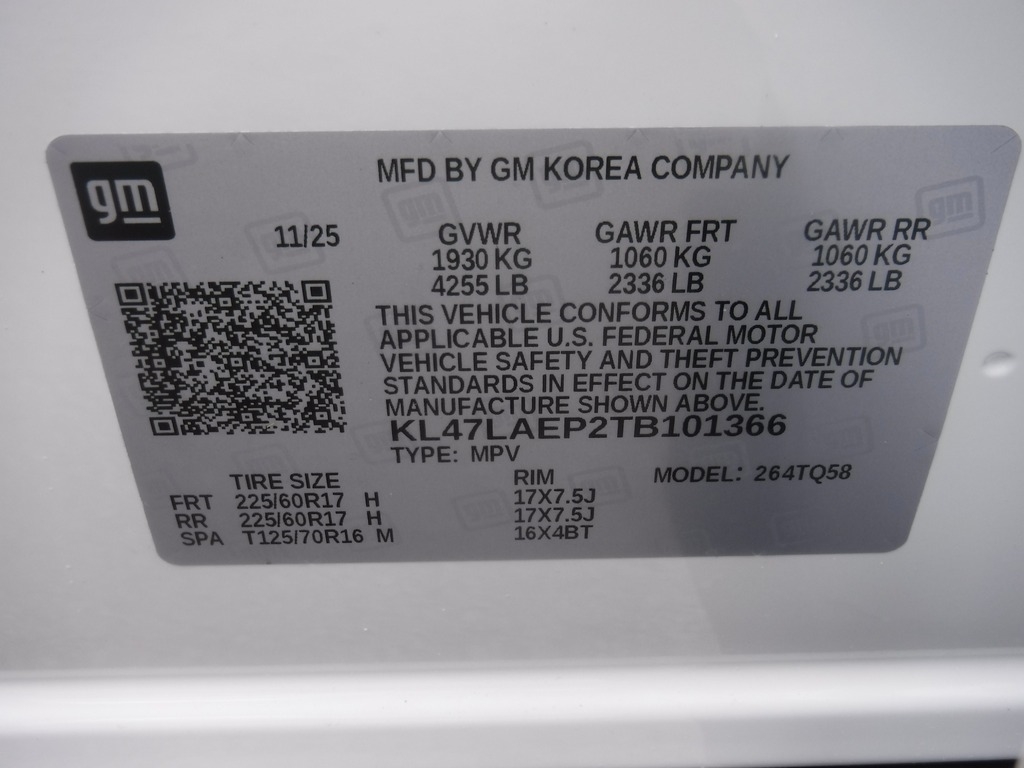 gm
MFD BY GM KOREA COMPANY
11/25 GVWR GAWR FRT GAWR RR
1930 KG 1060 KG 1060 KG
4255 LB 2336 LB 2336 LB
THIS VEHICLE CONFORMS TO ALL
APPLICABLE U.S. FEDERAL MOTOR
VEHICLE SAFETY AND THEFT PREVENTION
STANDARDS IN EFFECT ON THE DATE OF
MANUFACTURE SHOWN ABOVE.
KL47LAEP2TB101366
TYPE: MPV
TIRE SIZE RIM MODEL: 264TQ58
FRT 225/60R17 H 17X7.5J
RR 225/60R17 H 17X7.5J
SPA T125/70R16 M 16X4BT